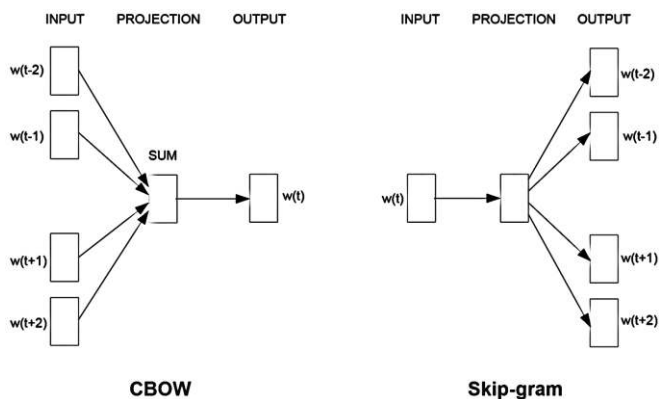 INPUT PROJECTION OUTPUT
w(t-2)
w(t-1)
SUM
w(t)
w(t+1)
w(t+2)
CBOW
INPUT PROJECTION OUTPUT
w(t-2)
w(t-1)
w(t)
w(t+1)
w(t+2)
Skip-gram